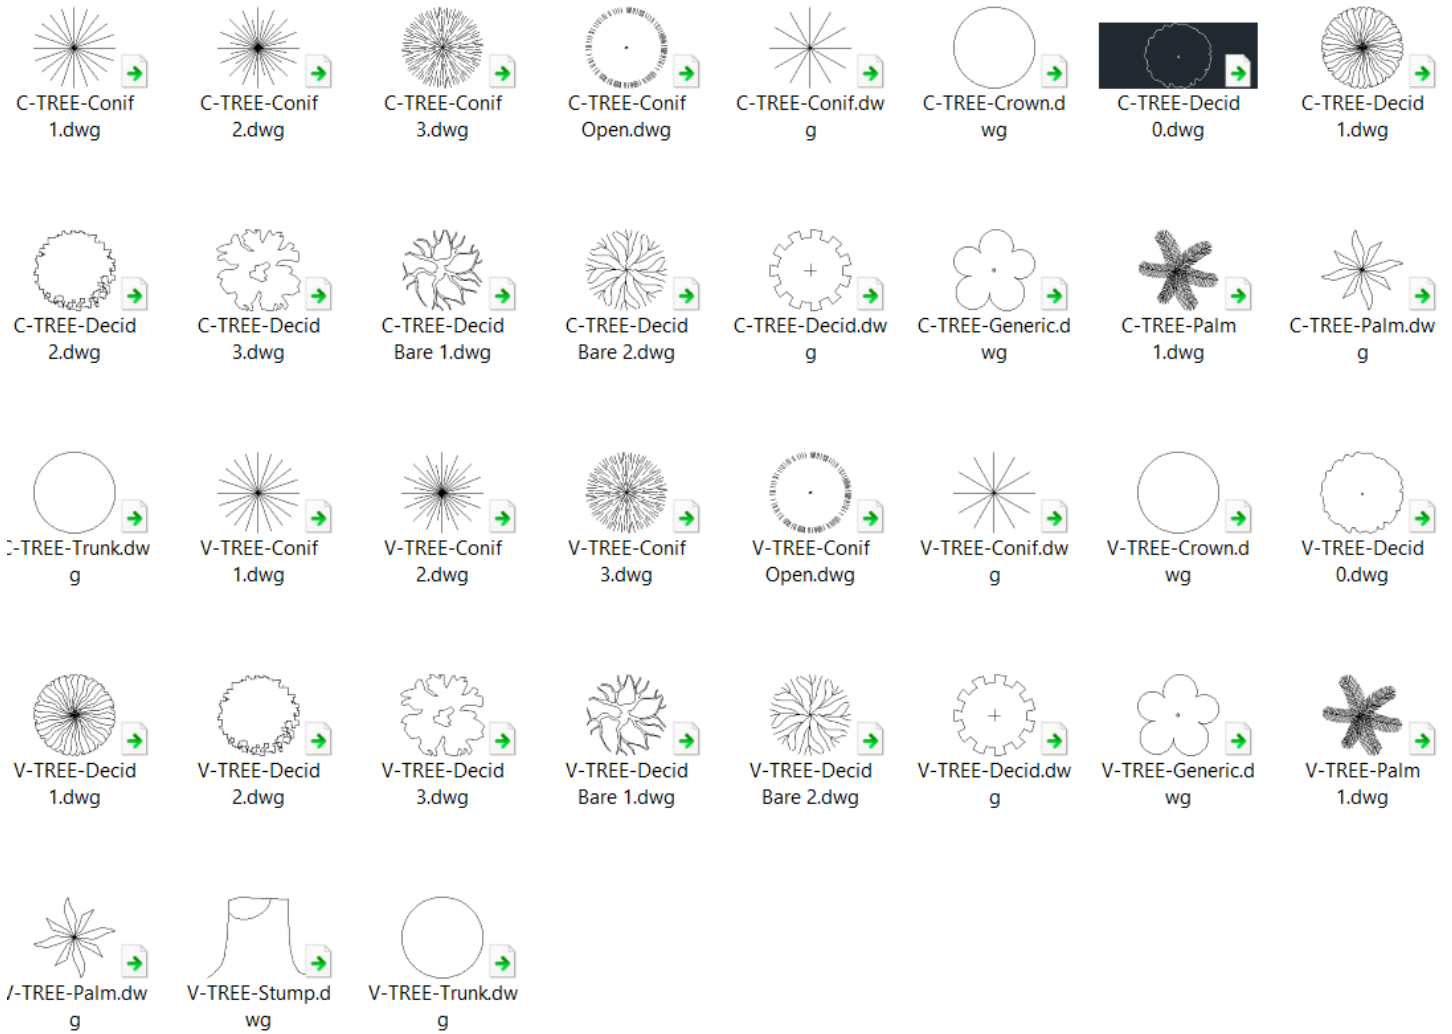 C-TREE-Conif
1.dwg
C-TREE-Conif
2.dwg
C-TREE-Conif
3.dwg
C-TREE-Conif
Open.dwg
C-TREE-Conif.dw
g
C-TREE-Crown.d
wg
C-TREE-Decid
0.dwg
C-TREE-Decid
1.dwg
C-TREE-Decid
2.dwg
C-TREE-Decid
3.dwg
C-TREE-Decid
Bare 1.dwg
C-TREE-Decid
Bare 2.dwg
C-TREE-Decid.dw
g
C-TREE-Generic.d
wg
C-TREE-Palm
1.dwg
C-TREE-Palm.dw
g
C-TREE-Trunk.dw
g
V-TREE-Conif
1.dwg
V-TREE-Conif
2.dwg
V-TREE-Conif
3.dwg
V-TREE-Conif
Open.dwg
V-TREE-Conif.dw
g
V-TREE-Crown.d
wg
V-TREE-Decid
0.dwg
V-TREE-Decid
1.dwg
V-TREE-Decid
2.dwg
V-TREE-Decid
3.dwg
V-TREE-Decid
Bare 1.dwg
V-TREE-Decid
Bare 2.dwg
V-TREE-Decid.dw
g
V-TREE-Generic.d
wg
V-TREE-Palm
1.dwg
V-TREE-Palm.dw
g
V-TREE-Stump.d
wg
V-TREE-Trunk.dw
g